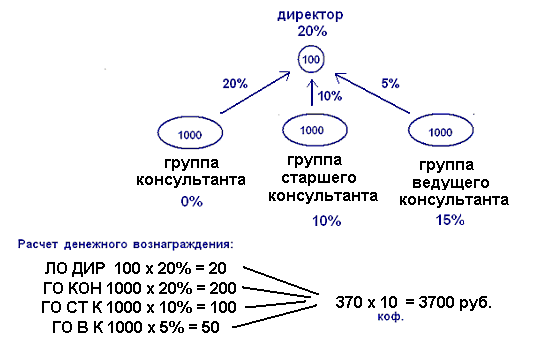 директор
20%
100
20%
10%
5%
1000
1000
1000
группа
консультанта
0%
группа
старшего
консультанта
10%
группа
ведущего
консультанта
15%
Расчет денежного вознаграждения:
ЛО ДИР 100 х 20% = 20
ГО КОН 1000 х 20% = 200
ГО СТ К 1000 х 10% = 100
ГО В К 1000 х 5% = 50
370 х 10 = 3700 руб.
коф.